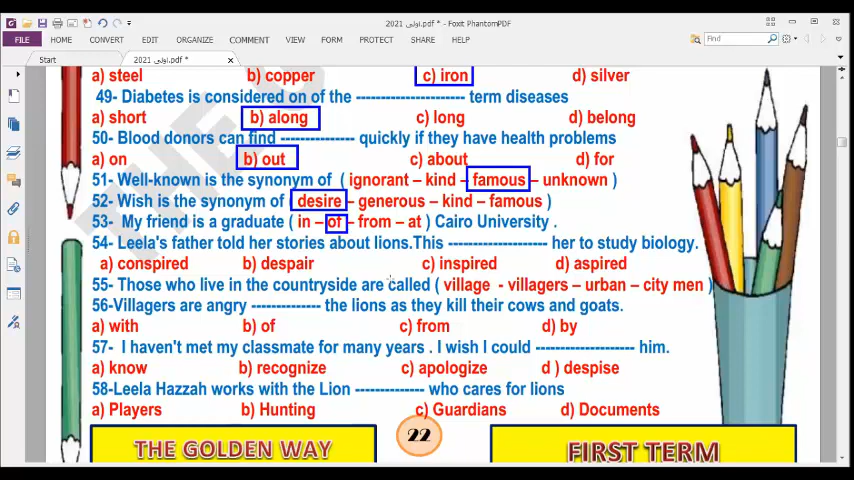 2021 اولى.pdf * - Foxit PhantomPDF
FILE HOME CONVERT EDIT ORGANIZE COMMENT VIEW FORM PROTECT SHARE HELP Find
Start 2021 اولى.pdf *
a) steel b) copper c) iron d) silver
49- Diabetes is considered on of the ---------------------- term diseases
a) short b) along c) long d) belong
50- Blood donors can find --------------- quickly if they have health problems
a) on b) out c) about d) for
51- Well-known is the synonym of ( ignorant – kind – famous – unknown )
52- Wish is the synonym of ( desire – generous – kind – famous )
53- My friend is a graduate ( in – of – from – at ) Cairo University .
54- Leela's father told her stories about lions.This -------------------- her to study biology.
a) conspired b) despair c) inspired d) aspired
55- Those who live in the countryside are called ( village - villagers – urban – city men )
56-Villagers are angry -------------- the lions as they kill their cows and goats.
a) with b) of c) from d) by
57- I haven't met my classmate for many years . I wish I could -------------------- him.
a) know b) recognize c) apologize d ) despise
58-Leela Hazzah works with the Lion -------------- who cares for lions
a) Players b) Hunting c) Guardians d) Documents
THE GOLDEN WAY 22 FIRST TERM